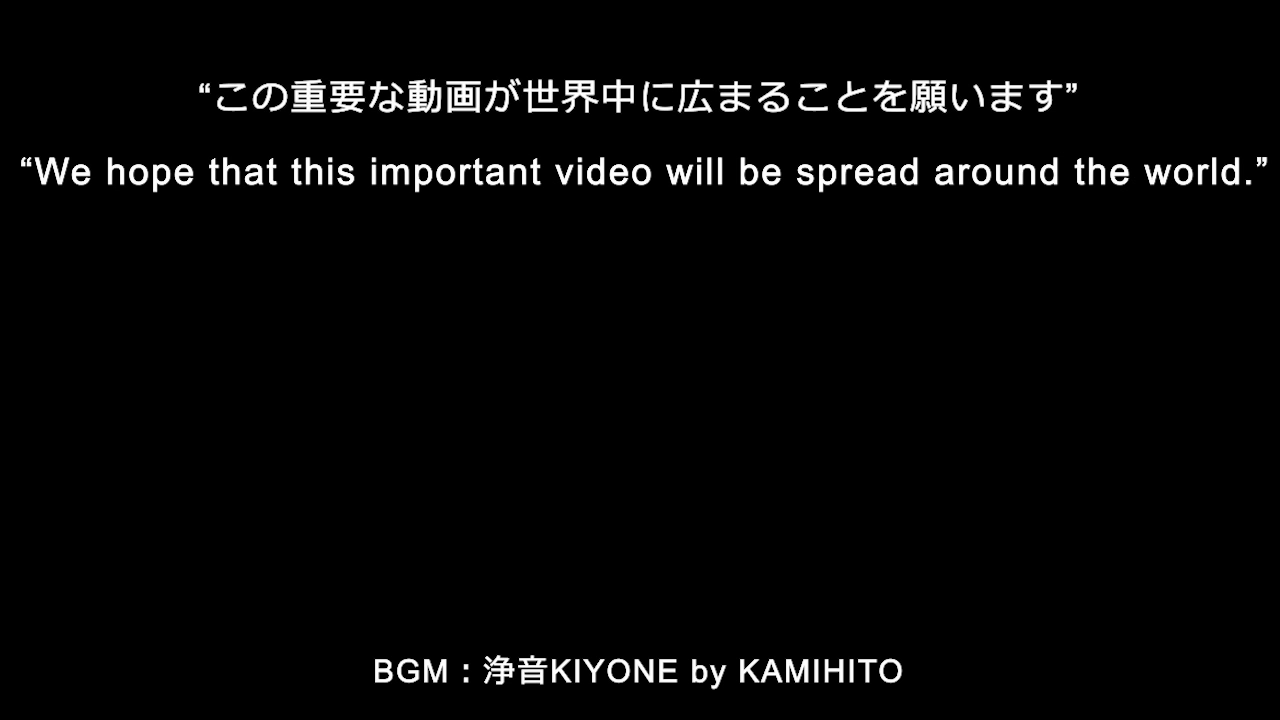 “この重要な動画が世界中に広まることを願います”
“We hope that this important video will be spread around the world.”
BGM：浄音KIYONE by KAMIHITO